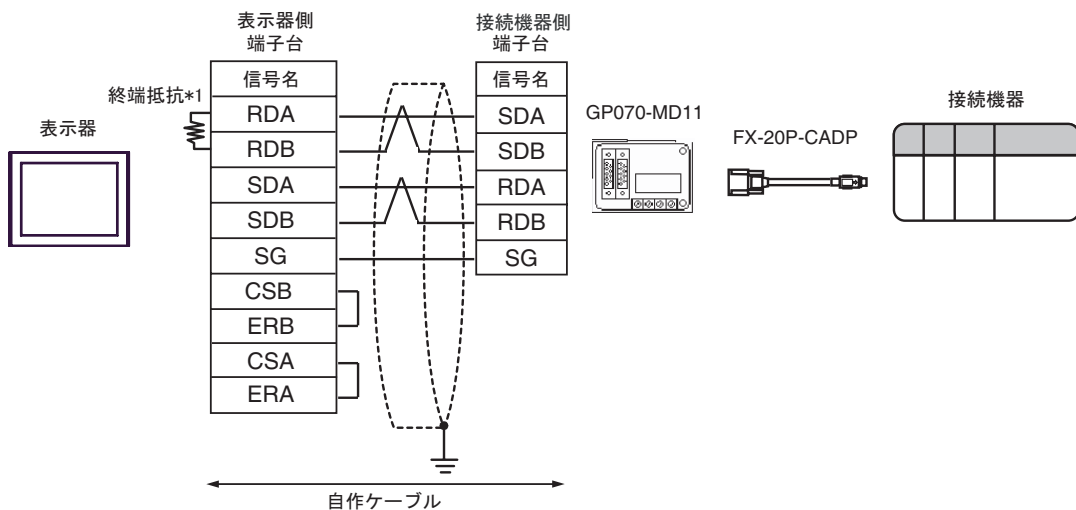 表示器側
端子台
接続機器側
端子台
信号名
信号名
終端抵抗*1
RDA
SDA
GP070-MD11
接続機器
表示器
RDB
SDB
FX-20P-CADP
SDA
RDA
SDB
RDB
SG
SG
CSB
ERB
CSA
ERA
自作ケーブル